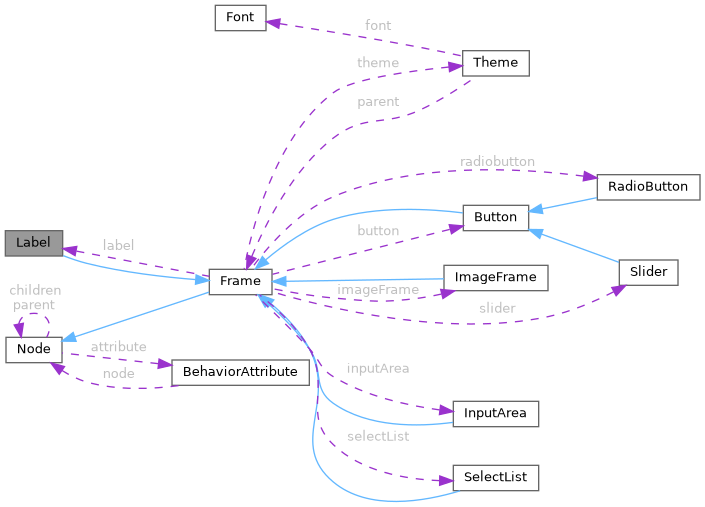 Font
font
Theme
theme
parent
radiobutton
RadioButton
Button
button
Label
label
Slider
ImageFrame
Frame
imageFrame
slider
children
parent
Node
attribute
node
BehaviorAttribute
inputArea
InputArea
selectList
SelectList